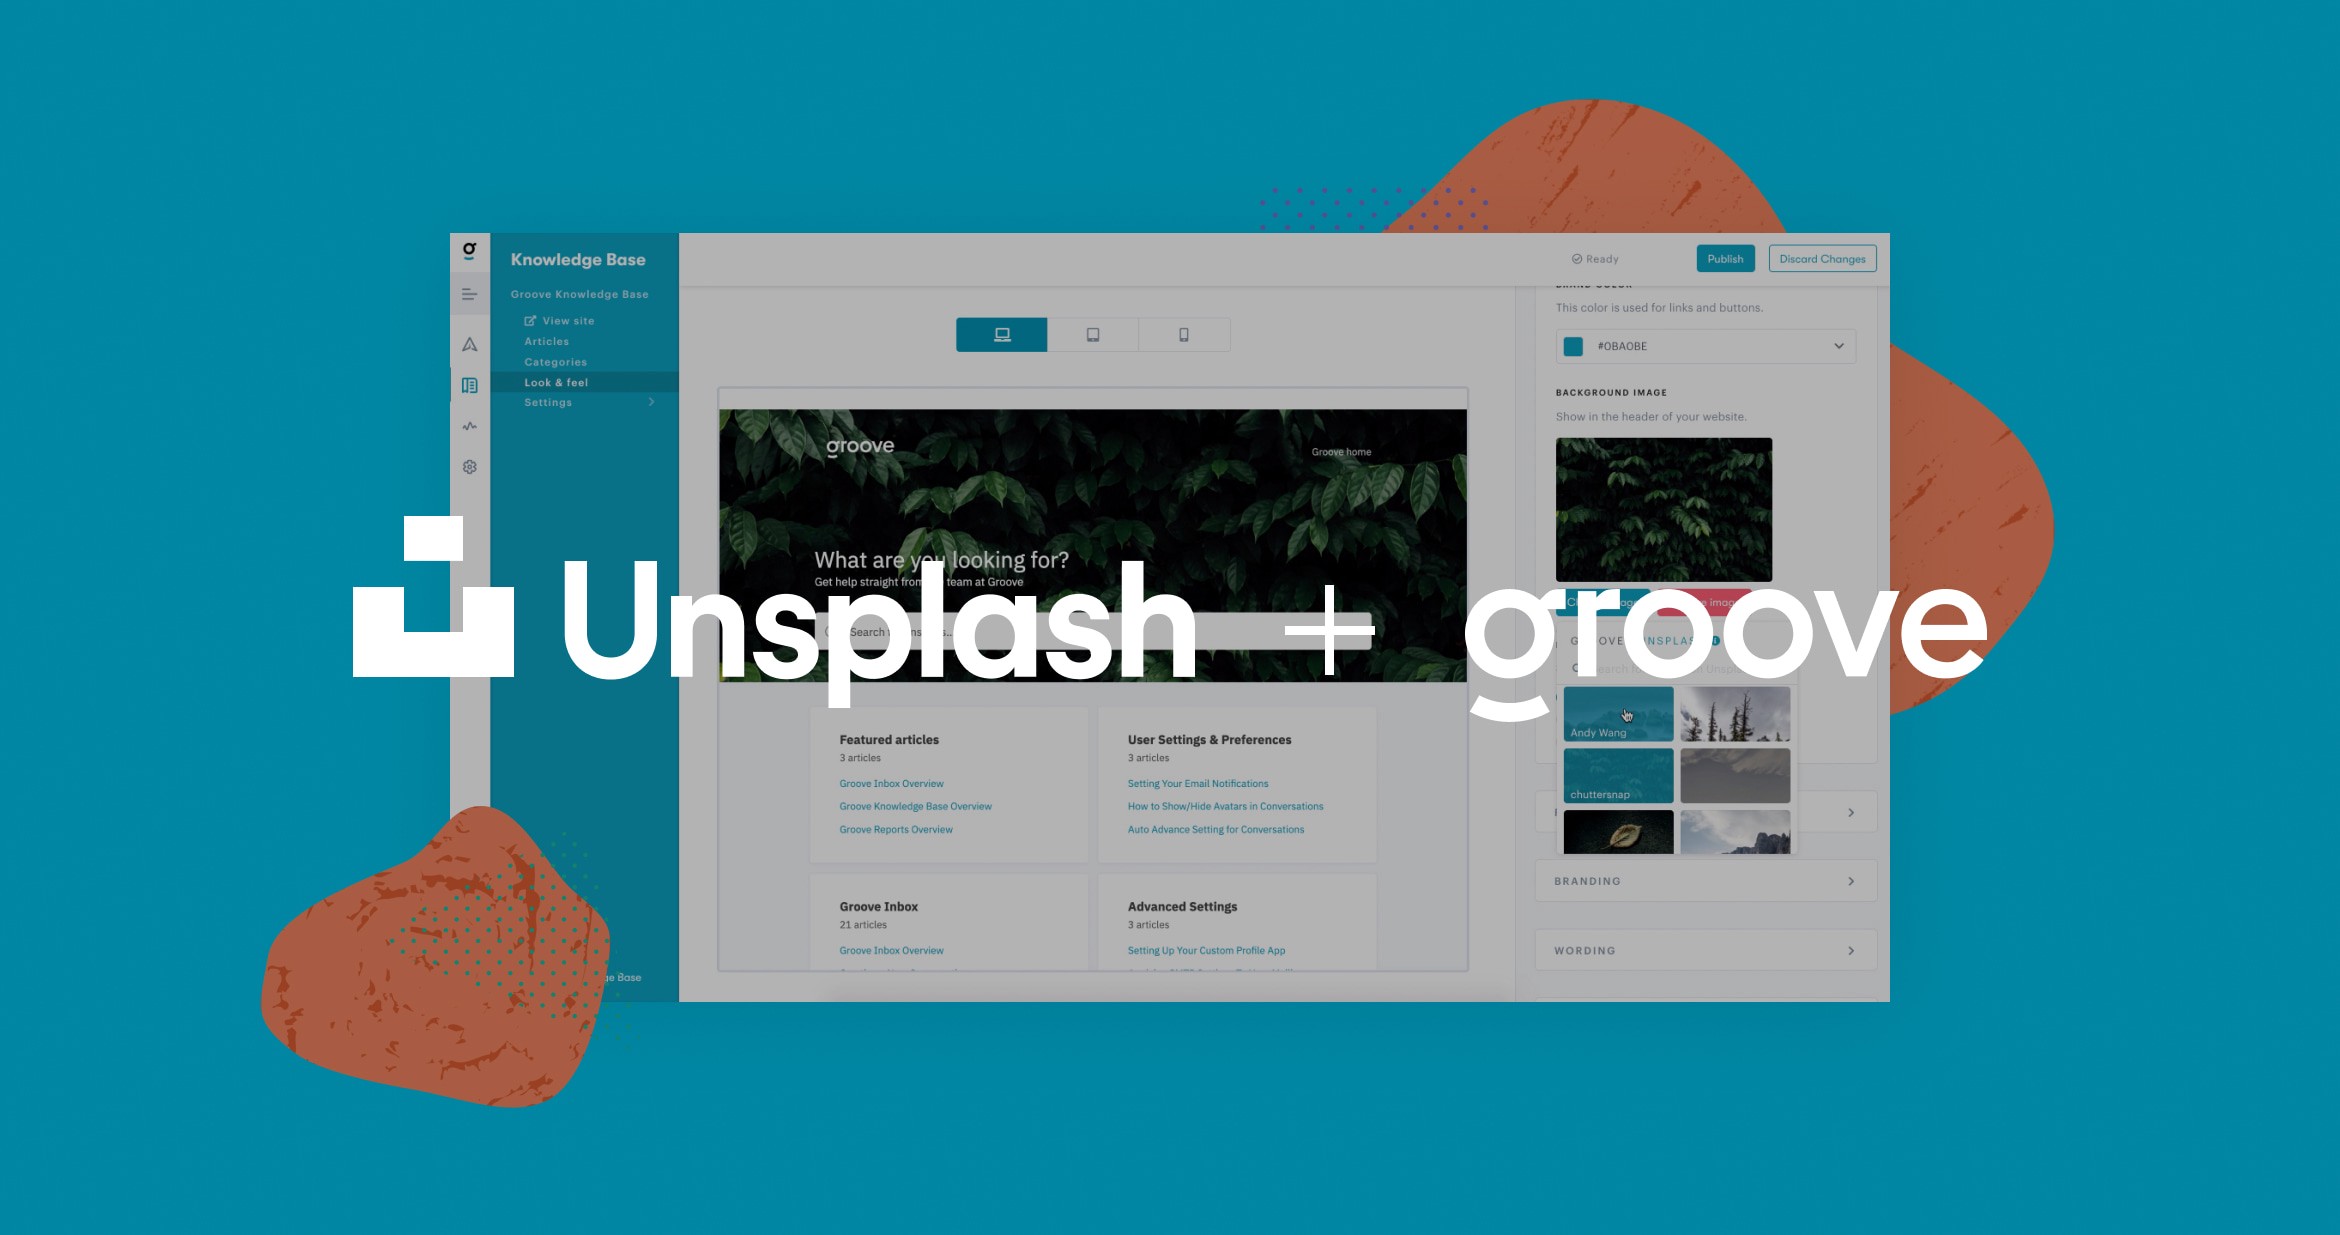 g
Knowledge Base
Groove Knowledge Base
View site
Articles
Categories
Look & feel
Settings
ge Base
Ready
Publish
Discard Changes
groove
Groove home
What are you looking for?
Get help straight from team at Groove
Search
Unsplash + groove
Featured articles
3 articles
Groove Inbox Overview
Groove Knowledge Base Overview
Groove Reports Overview
User Settings & Preferences
3 articles
Setting Your Email Notifications
How to Show/Hide Avatars in Conversations
Auto Advance Setting for Conversations
Groove Inbox
21 articles
Groove Inbox Overview
Advanced Settings
3 articles
Setting Up Your Custom Profile App
BRAND COLOR
This color is used for links and buttons.
#0BA0BE
BACKGROUND IMAGE
Show in the header of your website.
Andy Wang
chuttersnap
BRANDING
WORDING